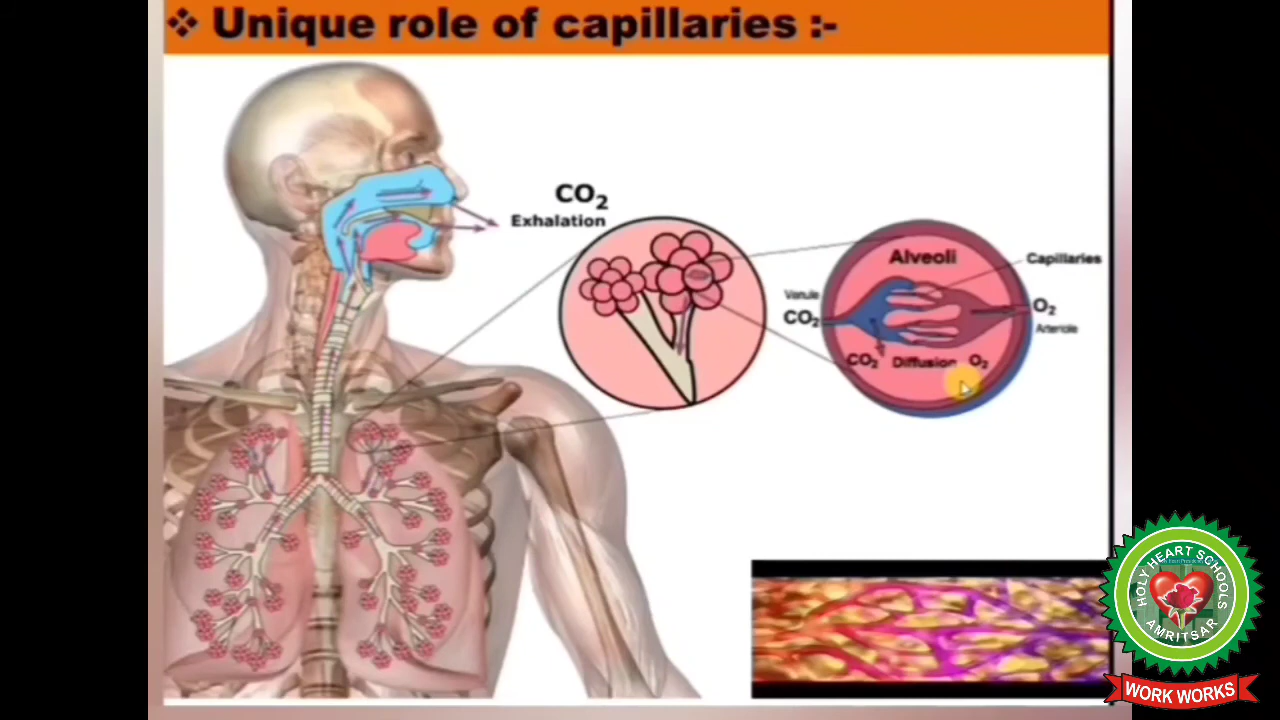 ❖ Unique role of capillaries :-
CO₂
Exhalation
Alveoli
Capillaries
Venule
CO₂
O₂
Arteriole
CO₂ Diffusion O₂
HOLY HEART SCHOOLS
AMRITSAR
WORK WORKS